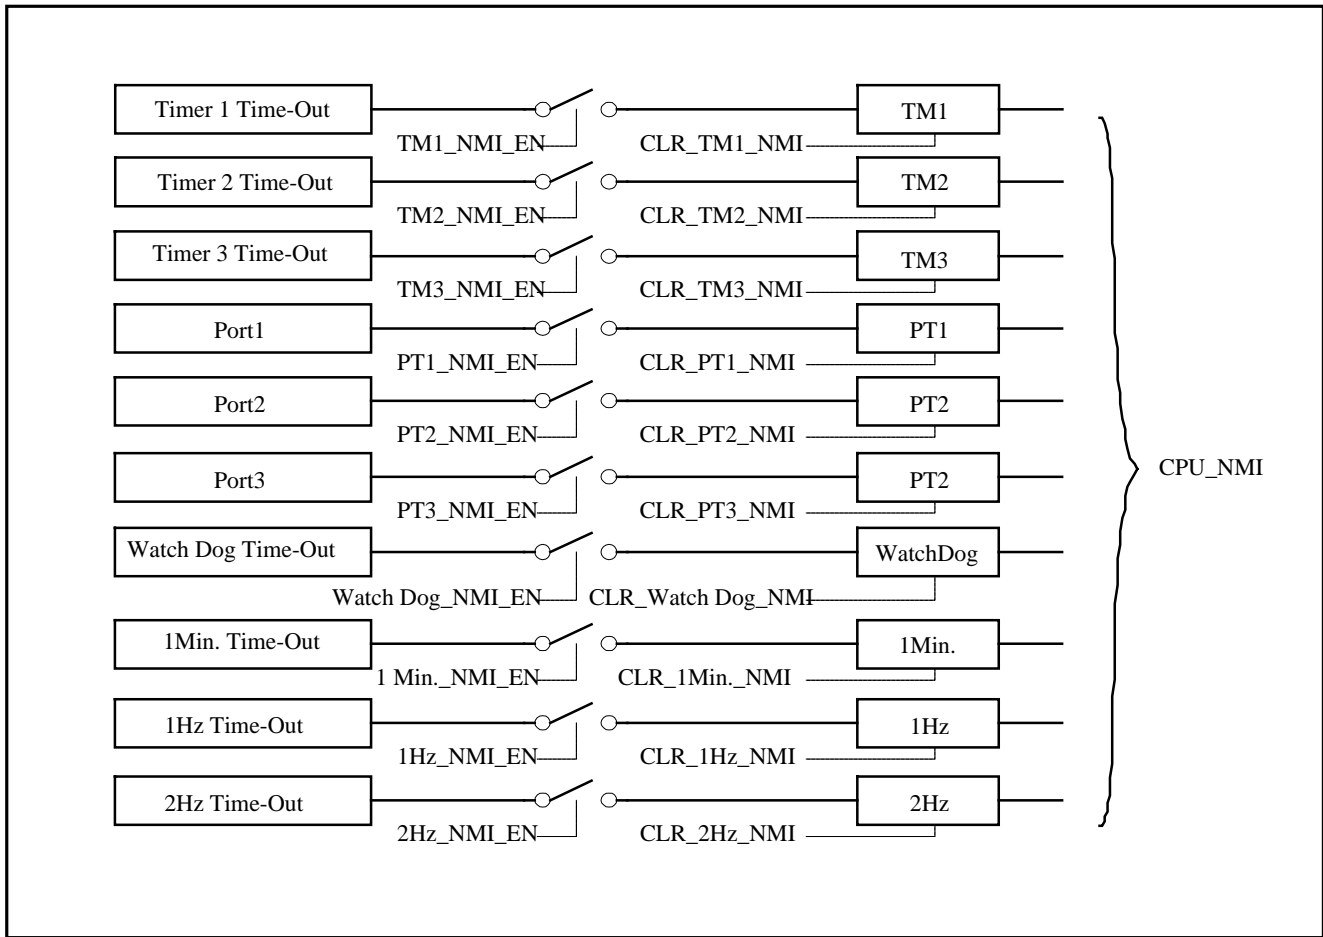 Timer 1 Time-Out
TM1
TM1_NMI_EN
CLR_TM1_NMI
Timer 2 Time-Out
TM2
TM2_NMI_EN
CLR_TM2_NMI
Timer 3 Time-Out
TM3
TM3_NMI_EN
CLR_TM3_NMI
Port1
PT1
PT1_NMI_EN
CLR_PT1_NMI
Port2
PT2
PT2_NMI_EN
CLR_PT2_NMI
CPU_NMI
Port3
PT2
PT3_NMI_EN
CLR_PT3_NMI
Watch Dog Time-Out
WatchDog
Watch Dog_NMI_EN
CLR_Watch Dog_NMI
1Min. Time-Out
1Min.
1 Min._NMI_EN
CLR_1Min._NMI
1Hz Time-Out
1Hz
1Hz_NMI_EN
CLR_1Hz_NMI
2Hz Time-Out
2Hz
2Hz_NMI_EN
CLR_2Hz_NMI